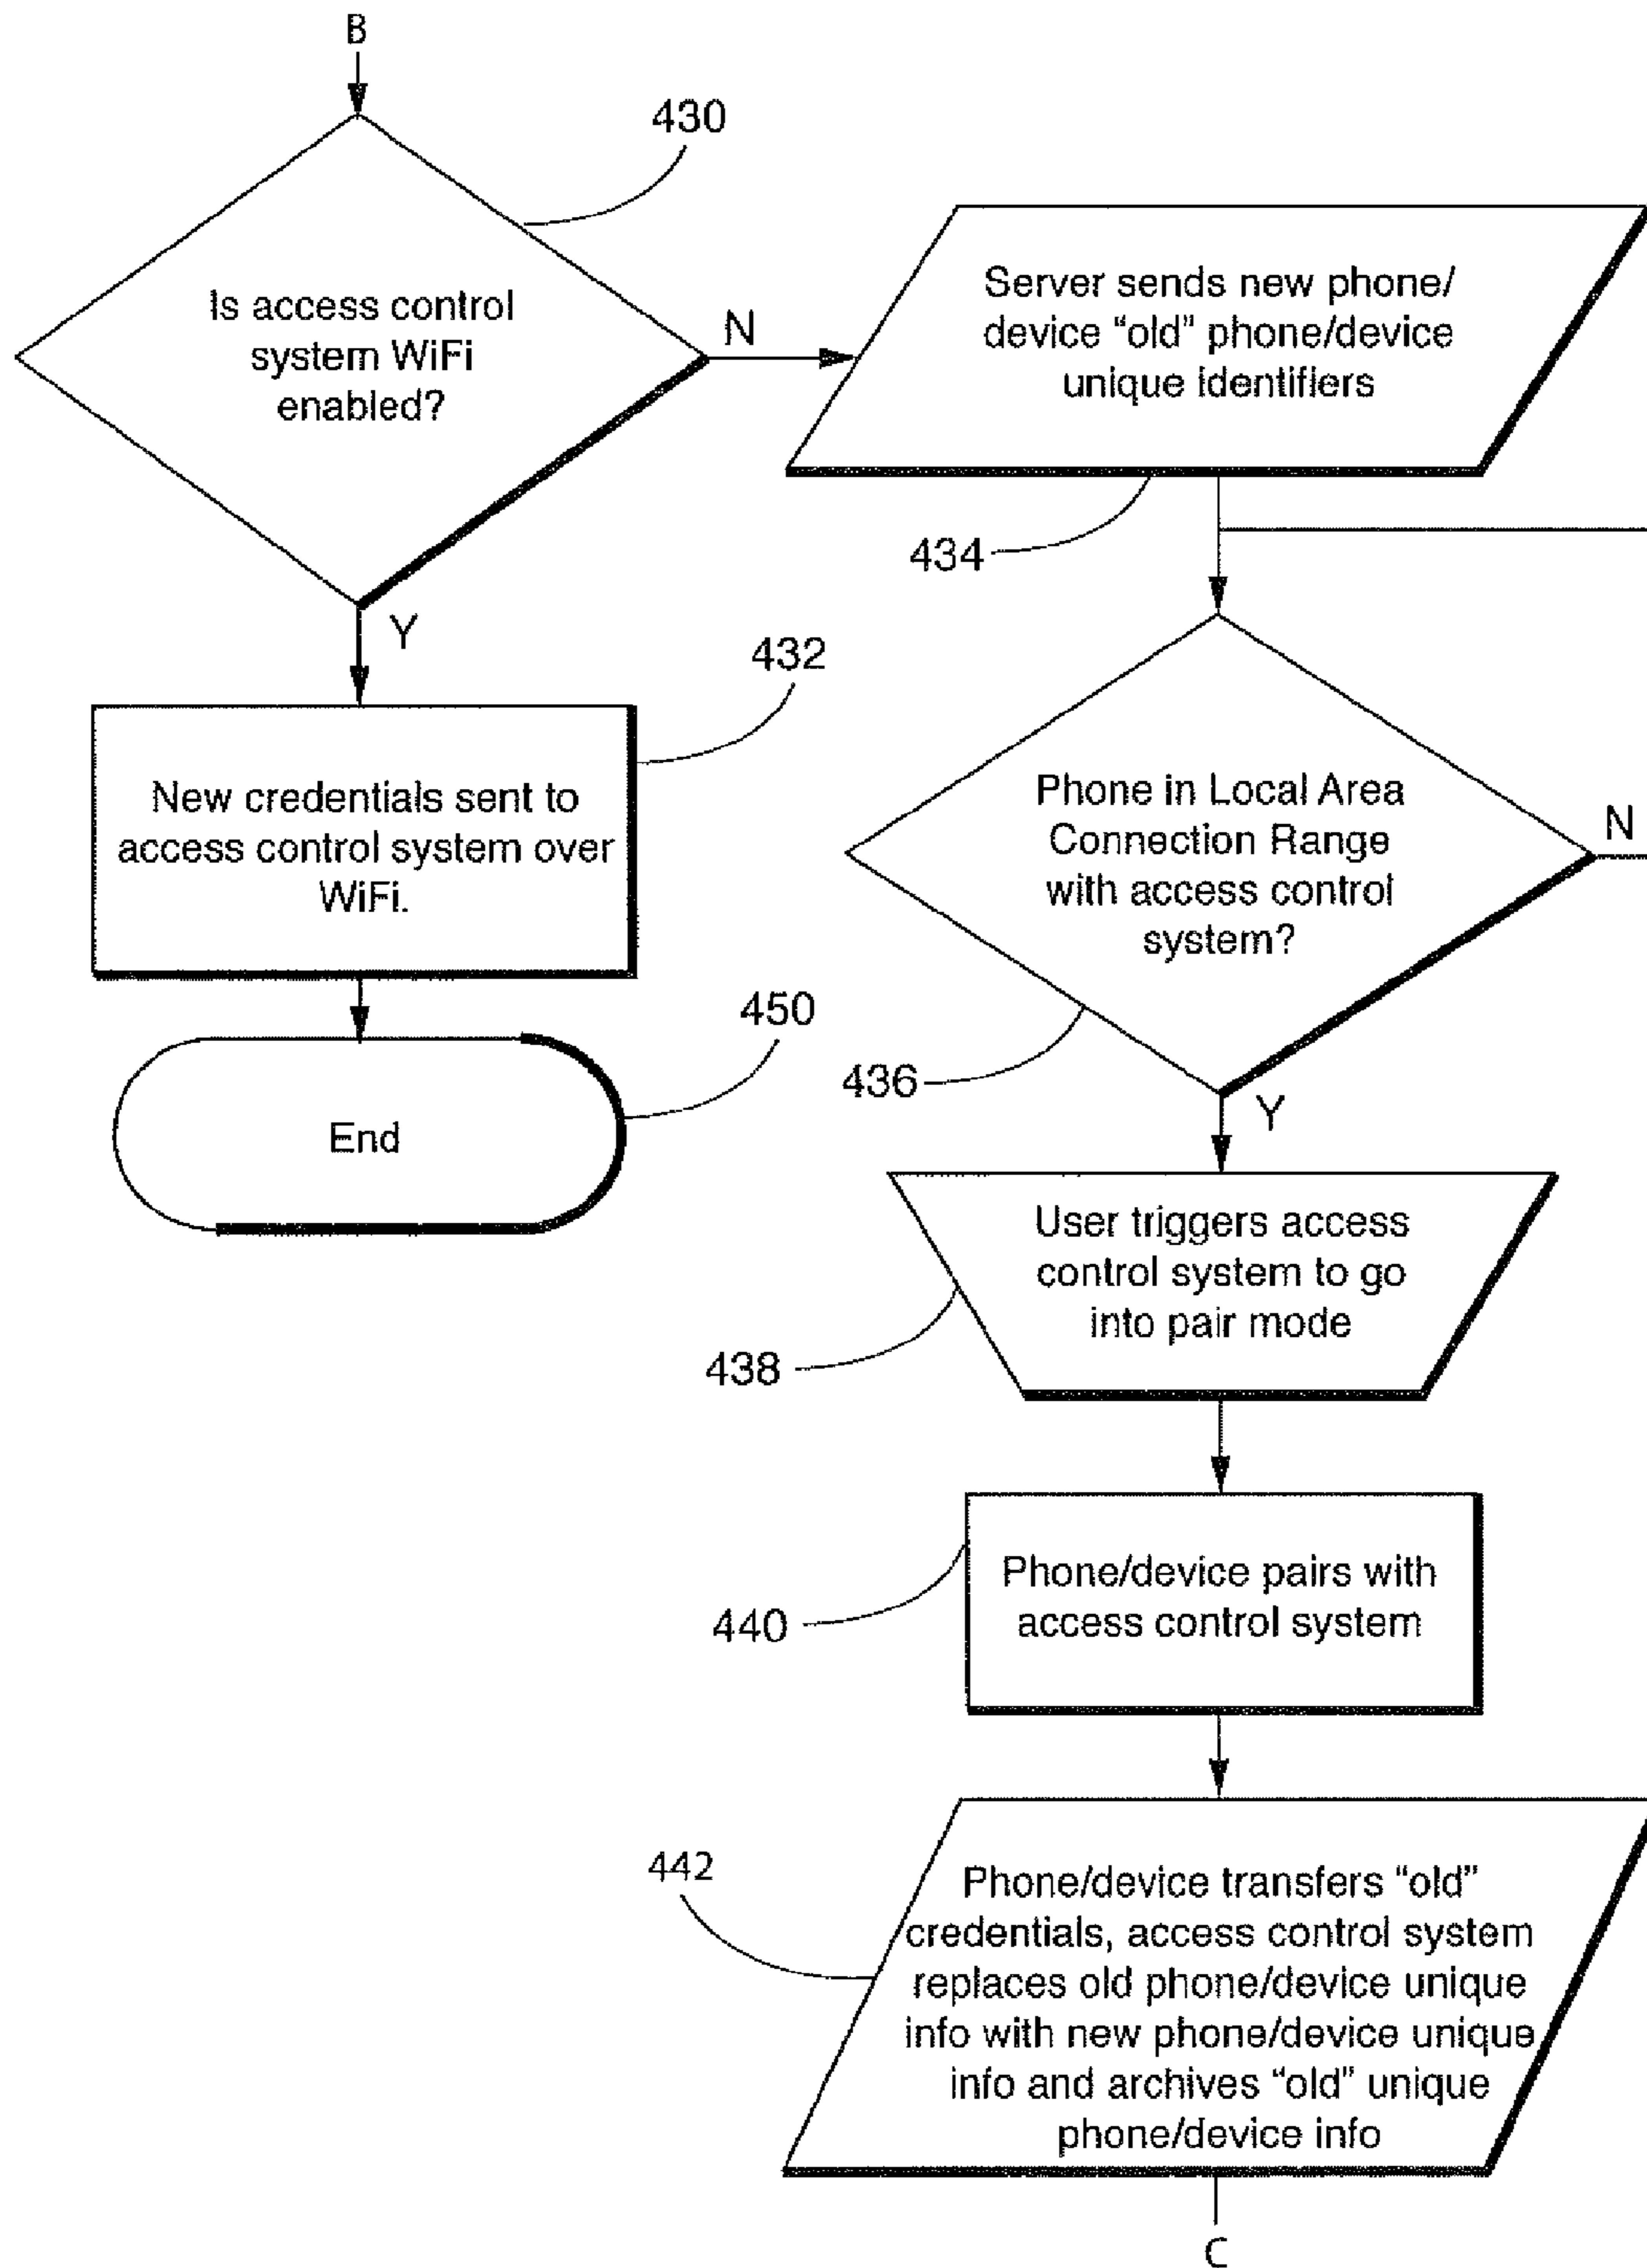 B
430
Is access control
system WiFi
enabled?
N
Y
Server sends new phone/
device “old” phone/device
unique identifiers
434
432
New credentials sent to
access control system over
WiFi.
450
End
Phone in Local Area
Connection Range
with access control
system?
N
436
Y
User triggers access
control system to go
into pair mode
438
Phone/device pairs with
access control system
440
442
Phone/device transfers “old”
credentials, access control system
replaces old phone/device unique
info with new phone/device unique
info and archives “old” unique
phone/device info
C